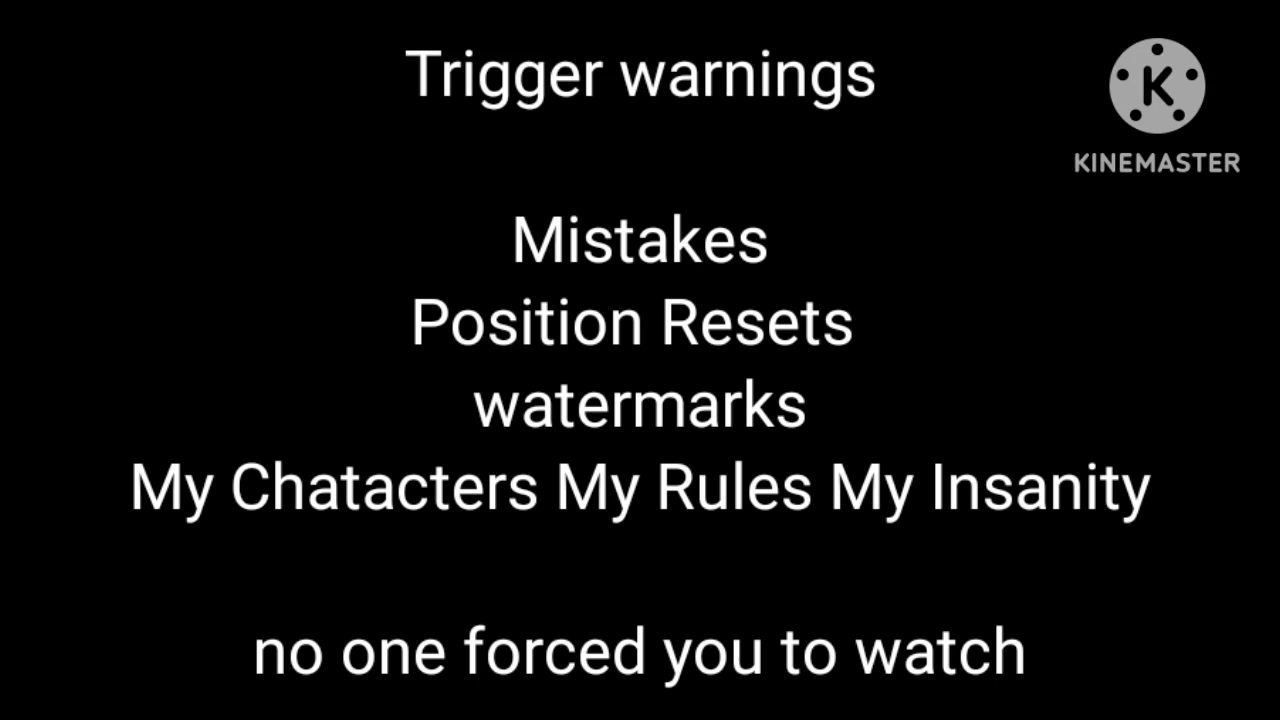 Trigger warnings
K
KINEMASTER
Mistakes
Position Resets
watermarks
My Chatacters My Rules My Insanity
no one forced you to watch